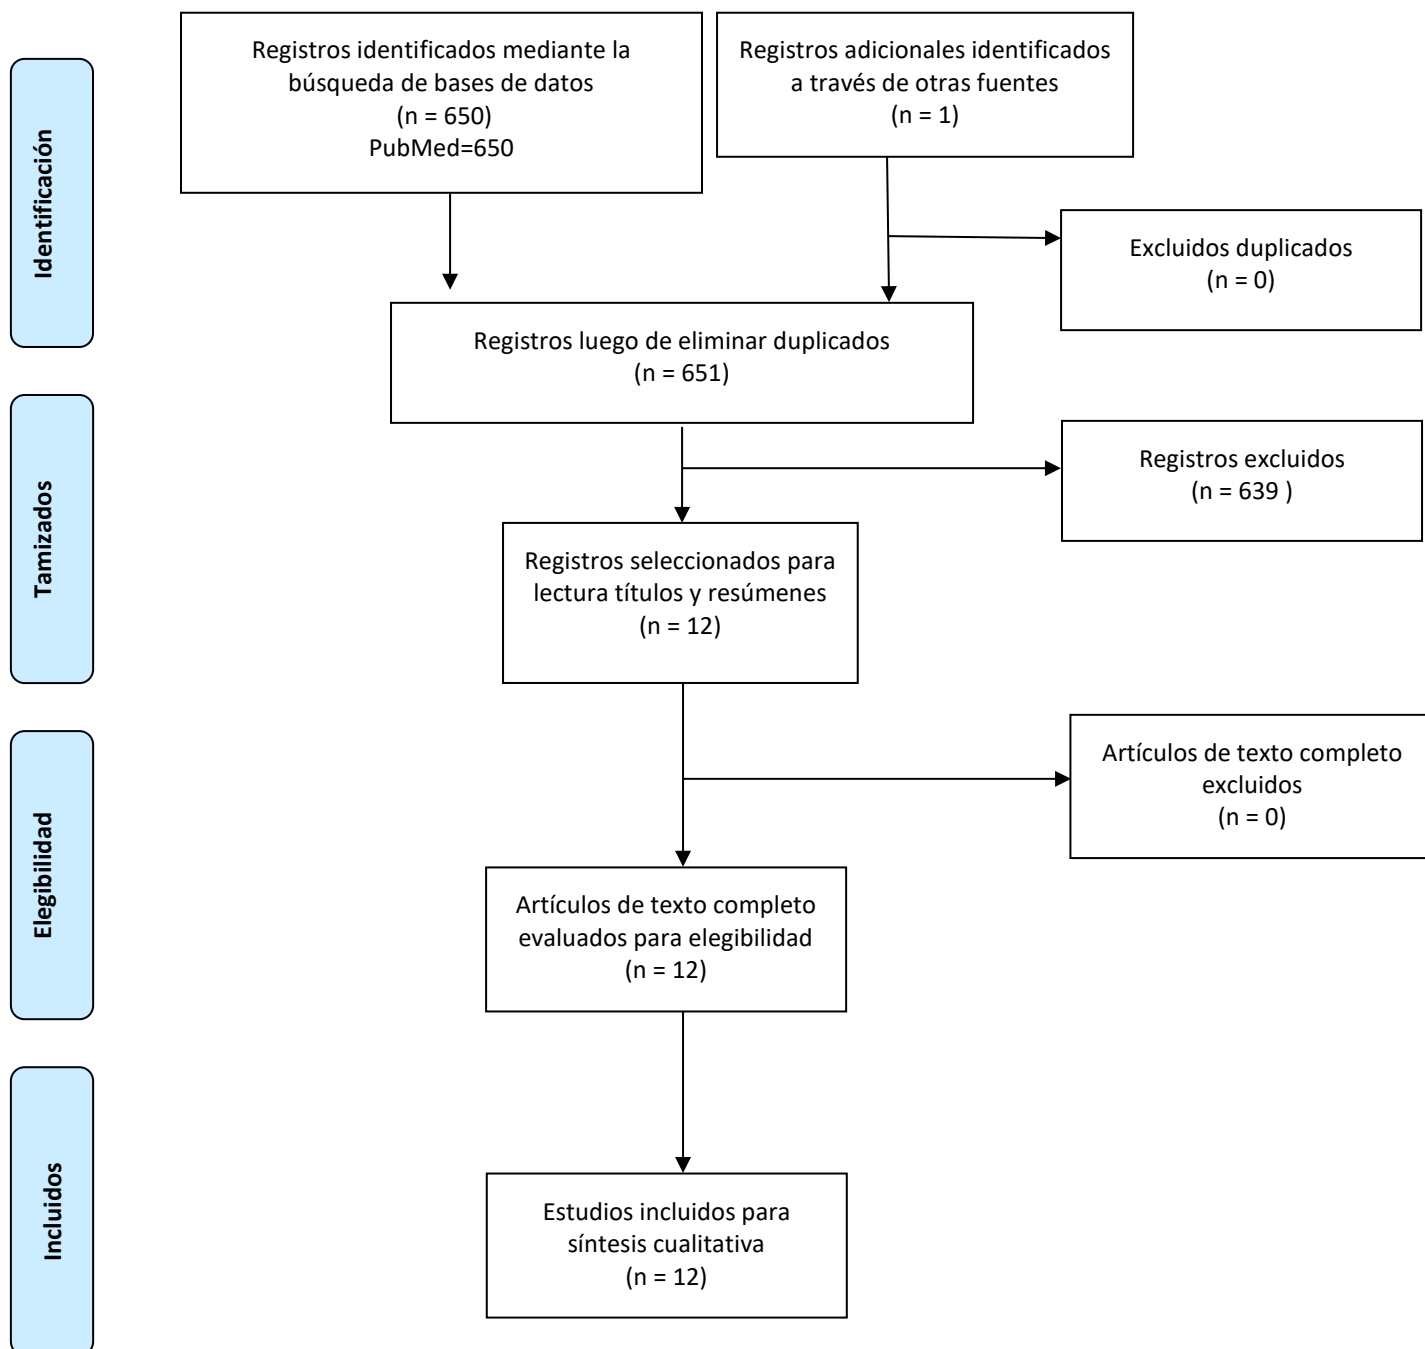 Registros identificados mediante la
búsqueda de bases de datos
(n = 650)
PubMed=650
Registros adicionales identificados
a través de otras fuentes
(n = 1)
Identificación
Excluidos duplicados
(n = 0)
Registros luego de eliminar duplicados
(n = 651)
Tamizados
Registros excluidos
(n = 639 )
Registros seleccionados para
lectura títulos y resúmenes
(n = 12)
Elegibilidad
Artículos de texto completo
excluidos
(n = 0)
Artículos de texto completo
evaluados para elegibilidad
(n = 12)
Incluidos
Estudios incluidos para
síntesis cualitativa
(n = 12)